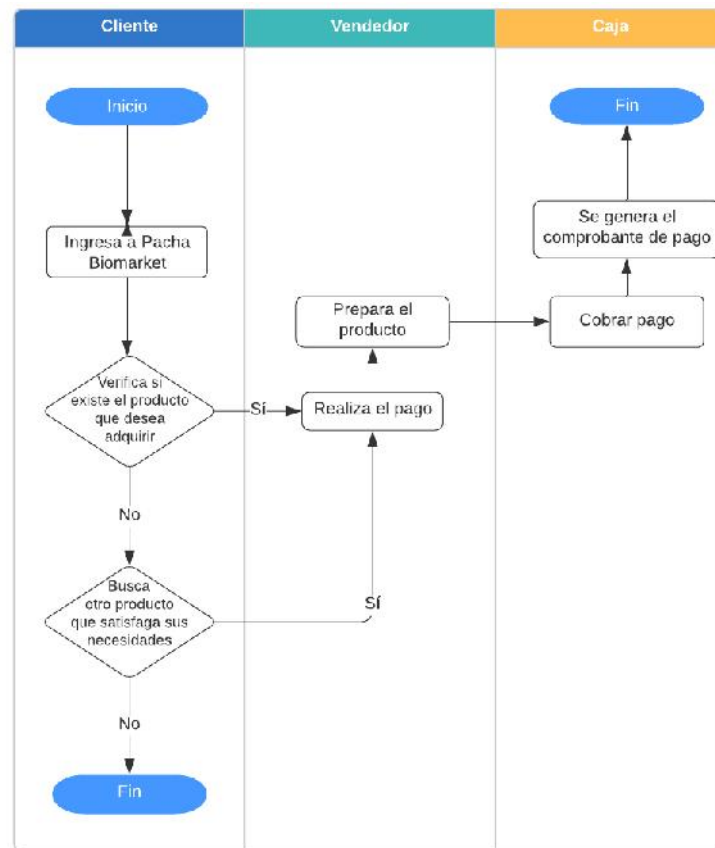 Cliente
Vendedor
Caja
Inicio
Fin
Ingresa a Pacha
Biomarket
Se genera el
comprobante de pago
Prepara el
producto
Cobrar pago
Verifica si
existe el producto
que desea
adquirir
Sí
Realiza el pago
No
Busca
otro producto
que satisfaga sus
necesidades
Sí
No
Fin